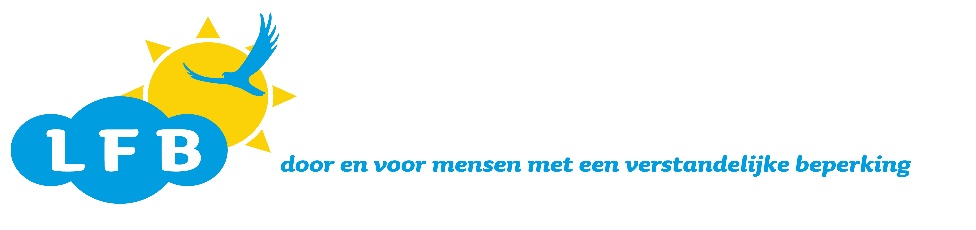 LFB
door en voor mensen met een verstandelijke beperking